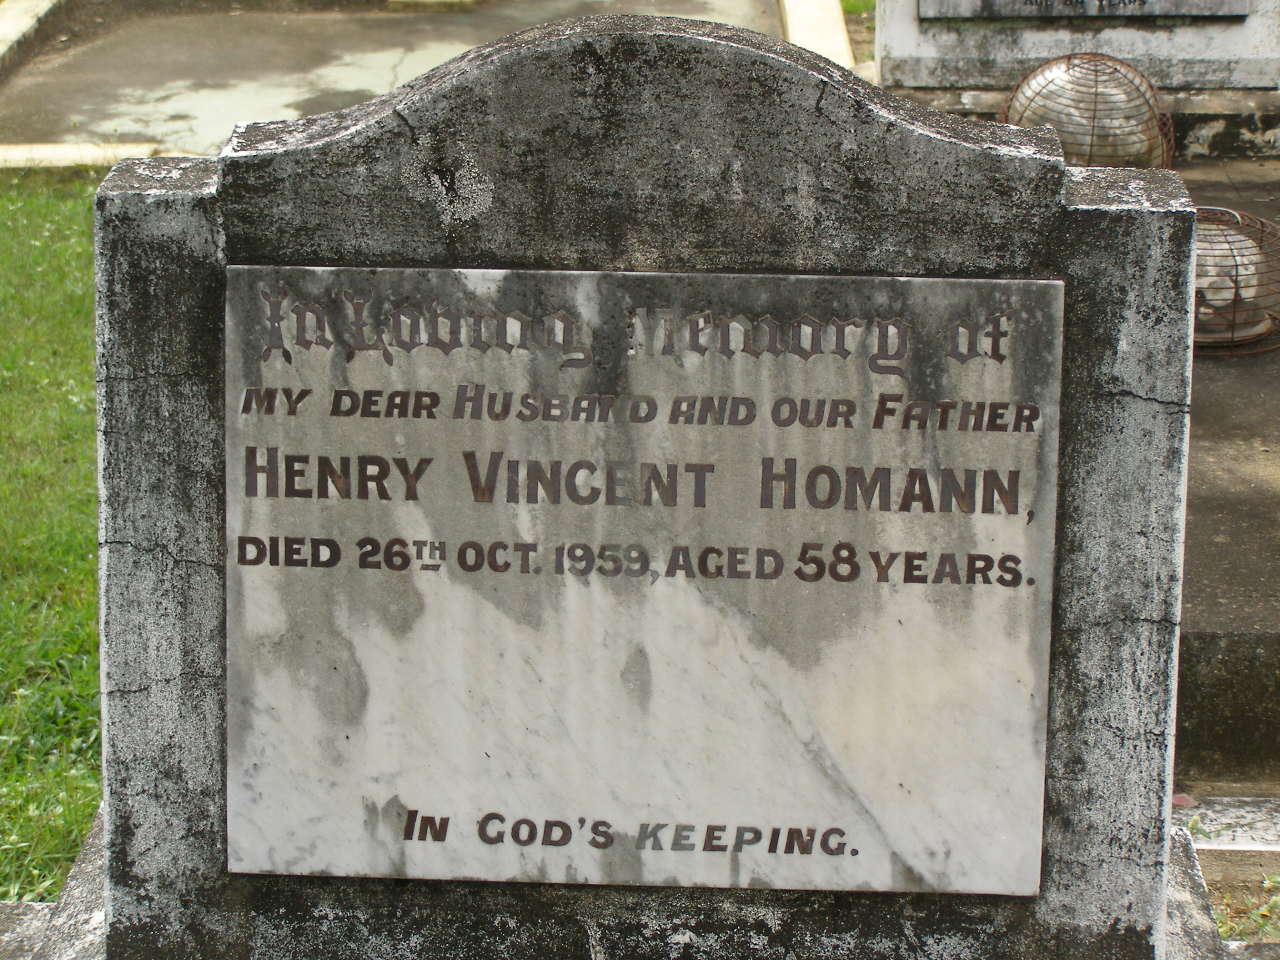 In Loving Memory of
MY DEAR HUSBAND AND OUR FATHER
HENRY VINCENT HOMANN,
DIED 26TH OCT. 1959, AGED 58 YEARS.
IN GOD'S KEEPING.